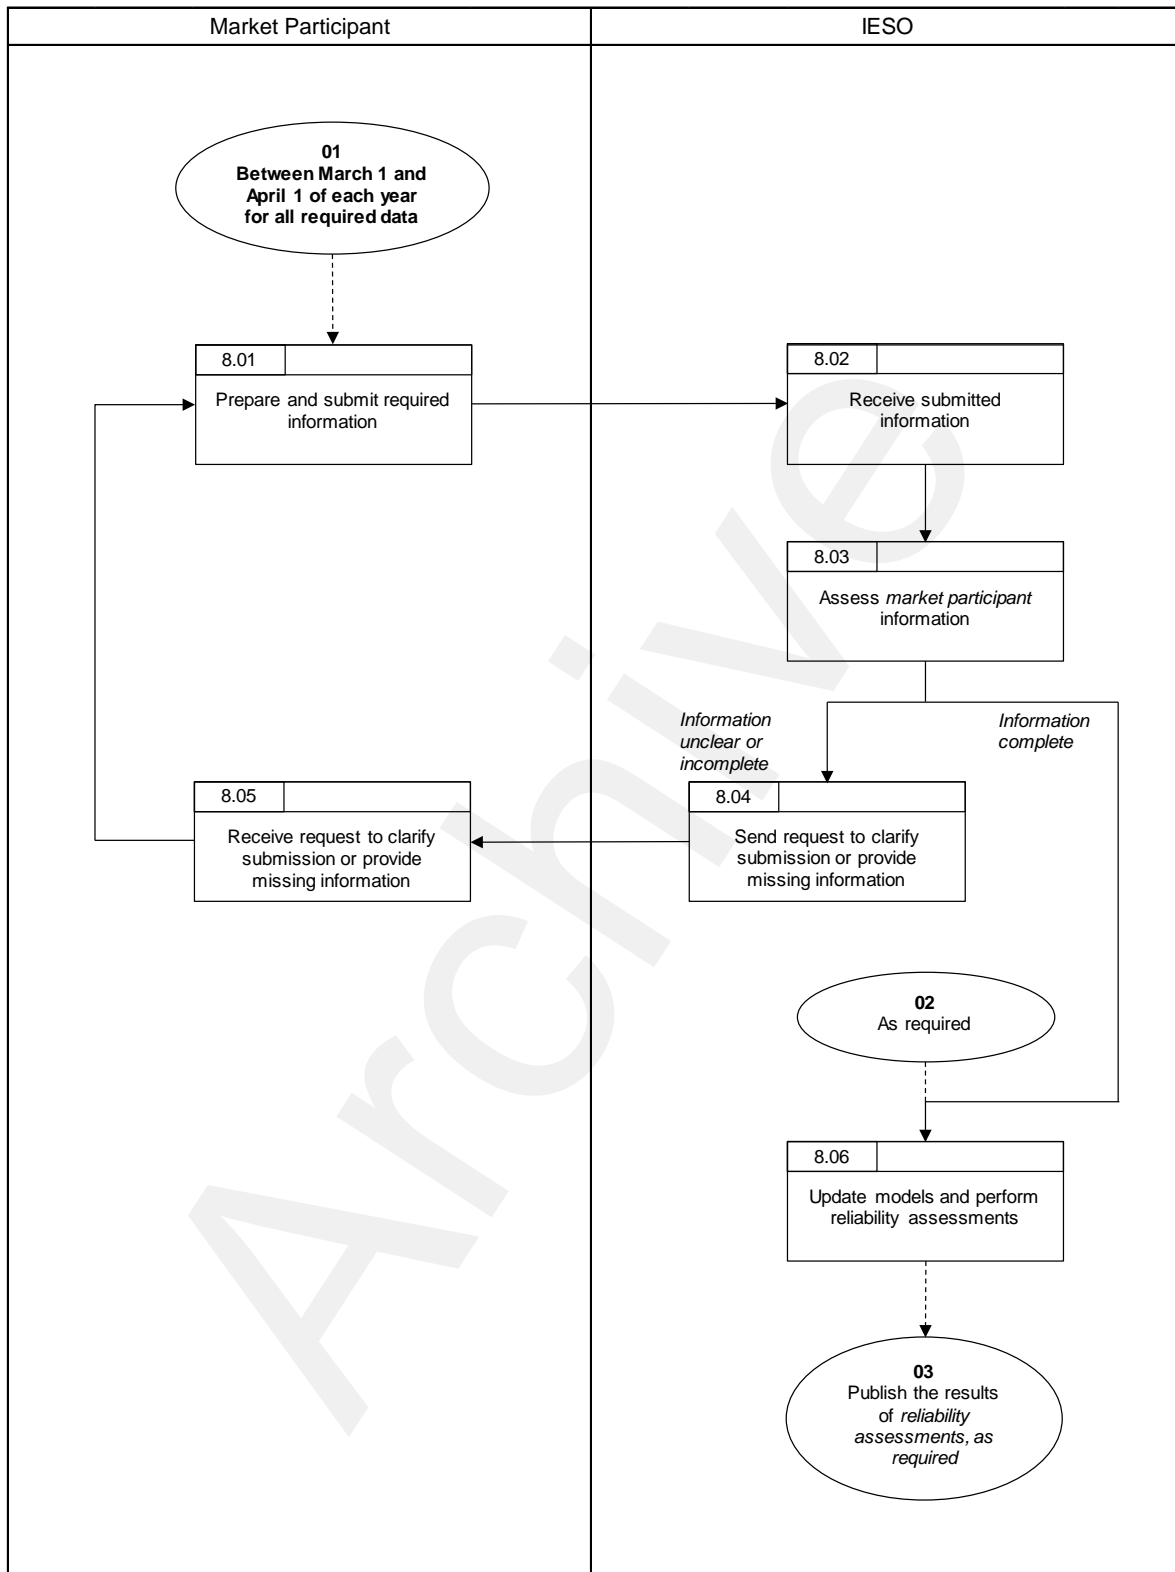 Market Participant
IESO
01
Between March 1 and
April 1 of each year
for all required data
8.01
Prepare and submit required
information
8.02
Receive submitted
information
8.03
Assess market participant
information
Information
unclear or
incomplete
Information
complete
8.05
Receive request to clarify
submission or provide
missing information
8.04
Send request to clarify
submission or provide
missing information
02
As required
8.06
Update models and perform
reliability assessments
03
Publish the results
of reliability
assessments, as
required
Archive